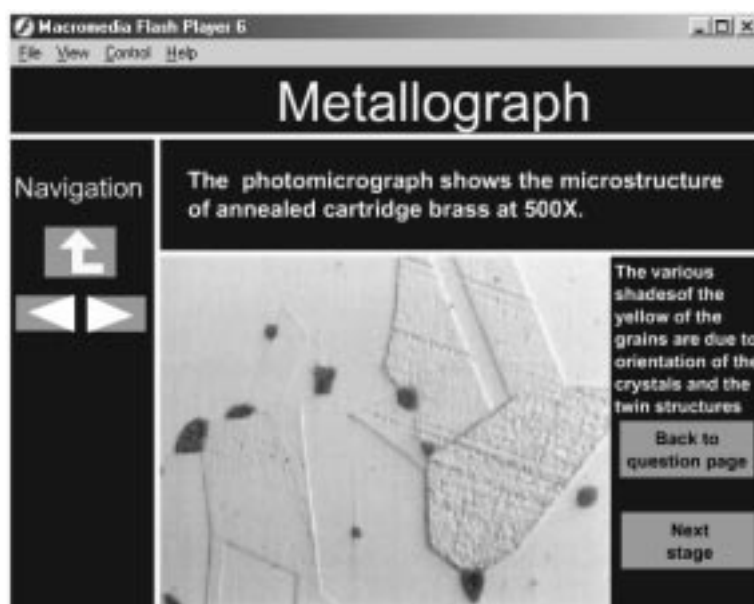 Macromedia Flash Player 6
File View Control Help
Metallograph
Navigation
The photomicrograph shows the microstructure
of annealed cartridge brass at 500X.
The various
shadesof the
yellow of the
grains are due to
orientation of the
crystals and the
twin structures
Back to
question page
Next
stage